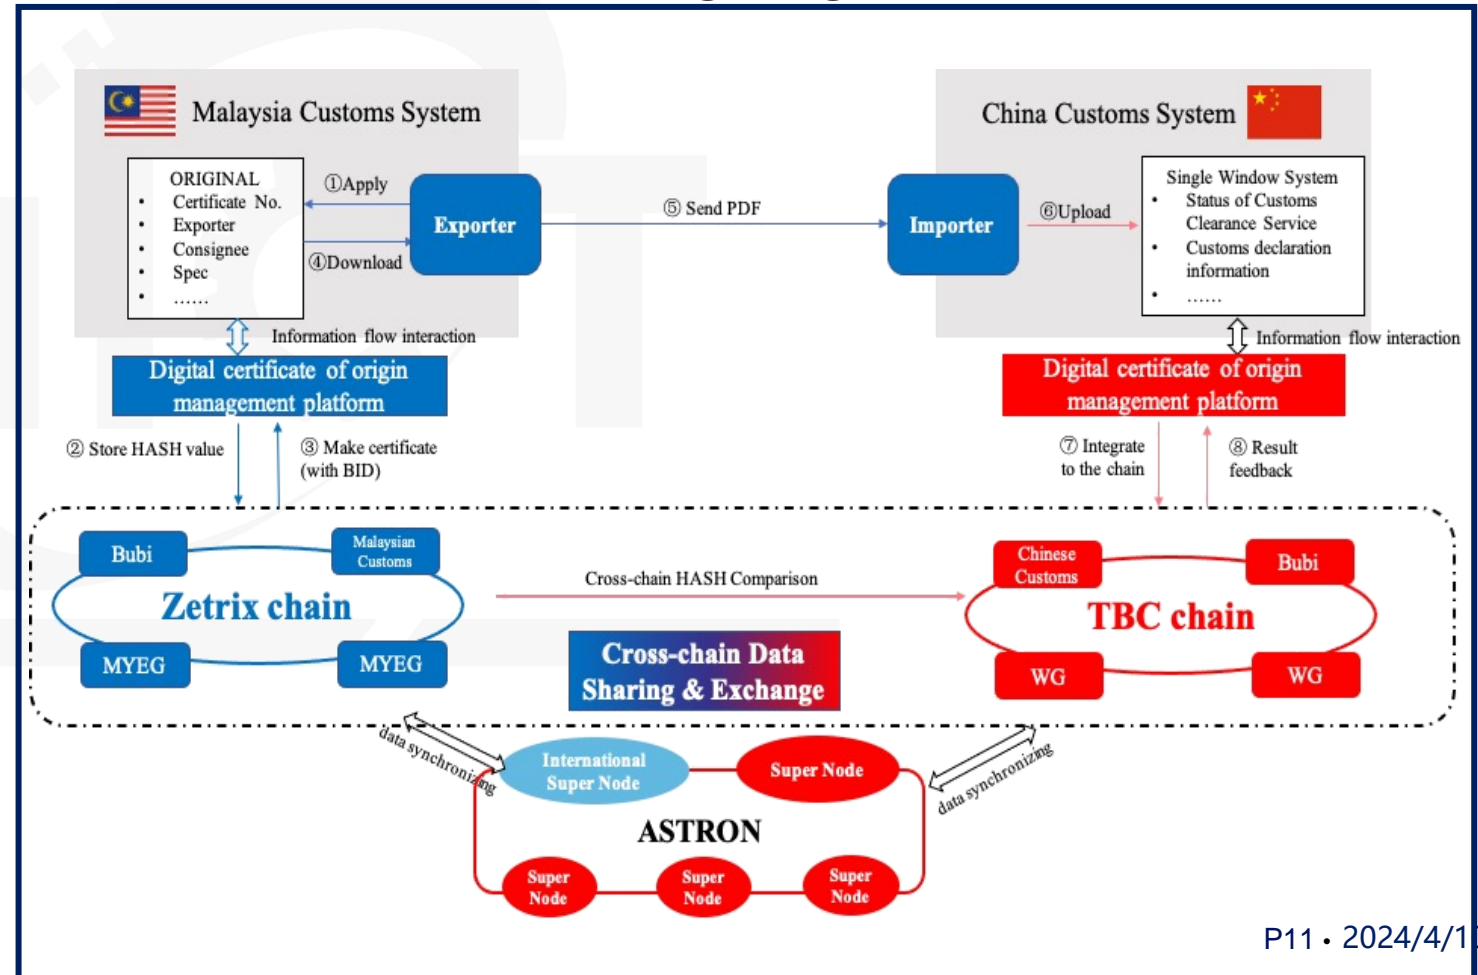 Malaysia Customs System
China Customs System
ORIGINAL
• Certificate No.
• Exporter
• Consignee
• Spec
• ……
①Apply
④Download
Exporter
⑤ Send PDF
Importer
⑥Upload
Single Window System
• Status of Customs
Clearance Service
• Customs declaration
information
• ……
Information flow interaction
Information flow interaction
Digital certificate of origin
management platform
Digital certificate of origin
management platform
② Store HASH value
③ Make certificate
(with BID)
⑦ Integrate
to the chain
⑧ Result
feedback
Bubi
Malaysian
Customs
Zetrix chain
MYEG
MYEG
Cross-chain HASH Comparison
Cross-chain Data
Sharing & Exchange
Chinese
Customs
Bubi
TBC chain
WG
WG
data synchronizing
data synchronizing
International
Super Node
Super Node
ASTRON
Super
Node
Super
Node
Super
Node
P11 • 2024/4/1